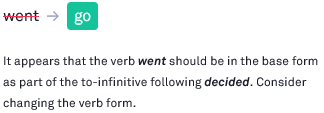 went → go
It appears that the verb went should be in the base form
as part of the to-infinitive following decided. Consider
changing the verb form.